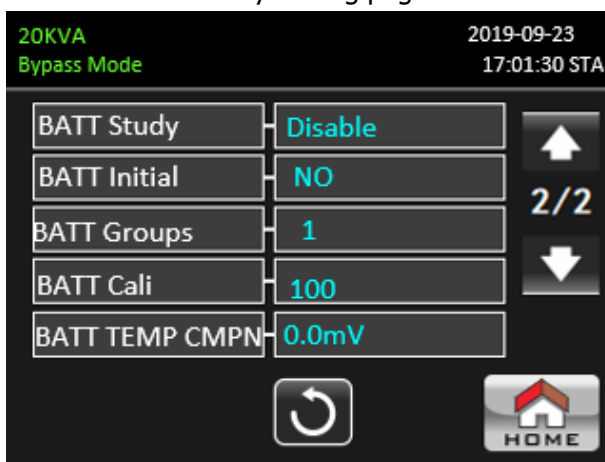 20KVA 2019-09-23
Bypass Mode 17:01:30 STA
BATT Study Disable
BATT Initial NO
2/2
BATT Groups 1
BATT Cali 100
BATT TEMP CMPN 0.0mV
HOME